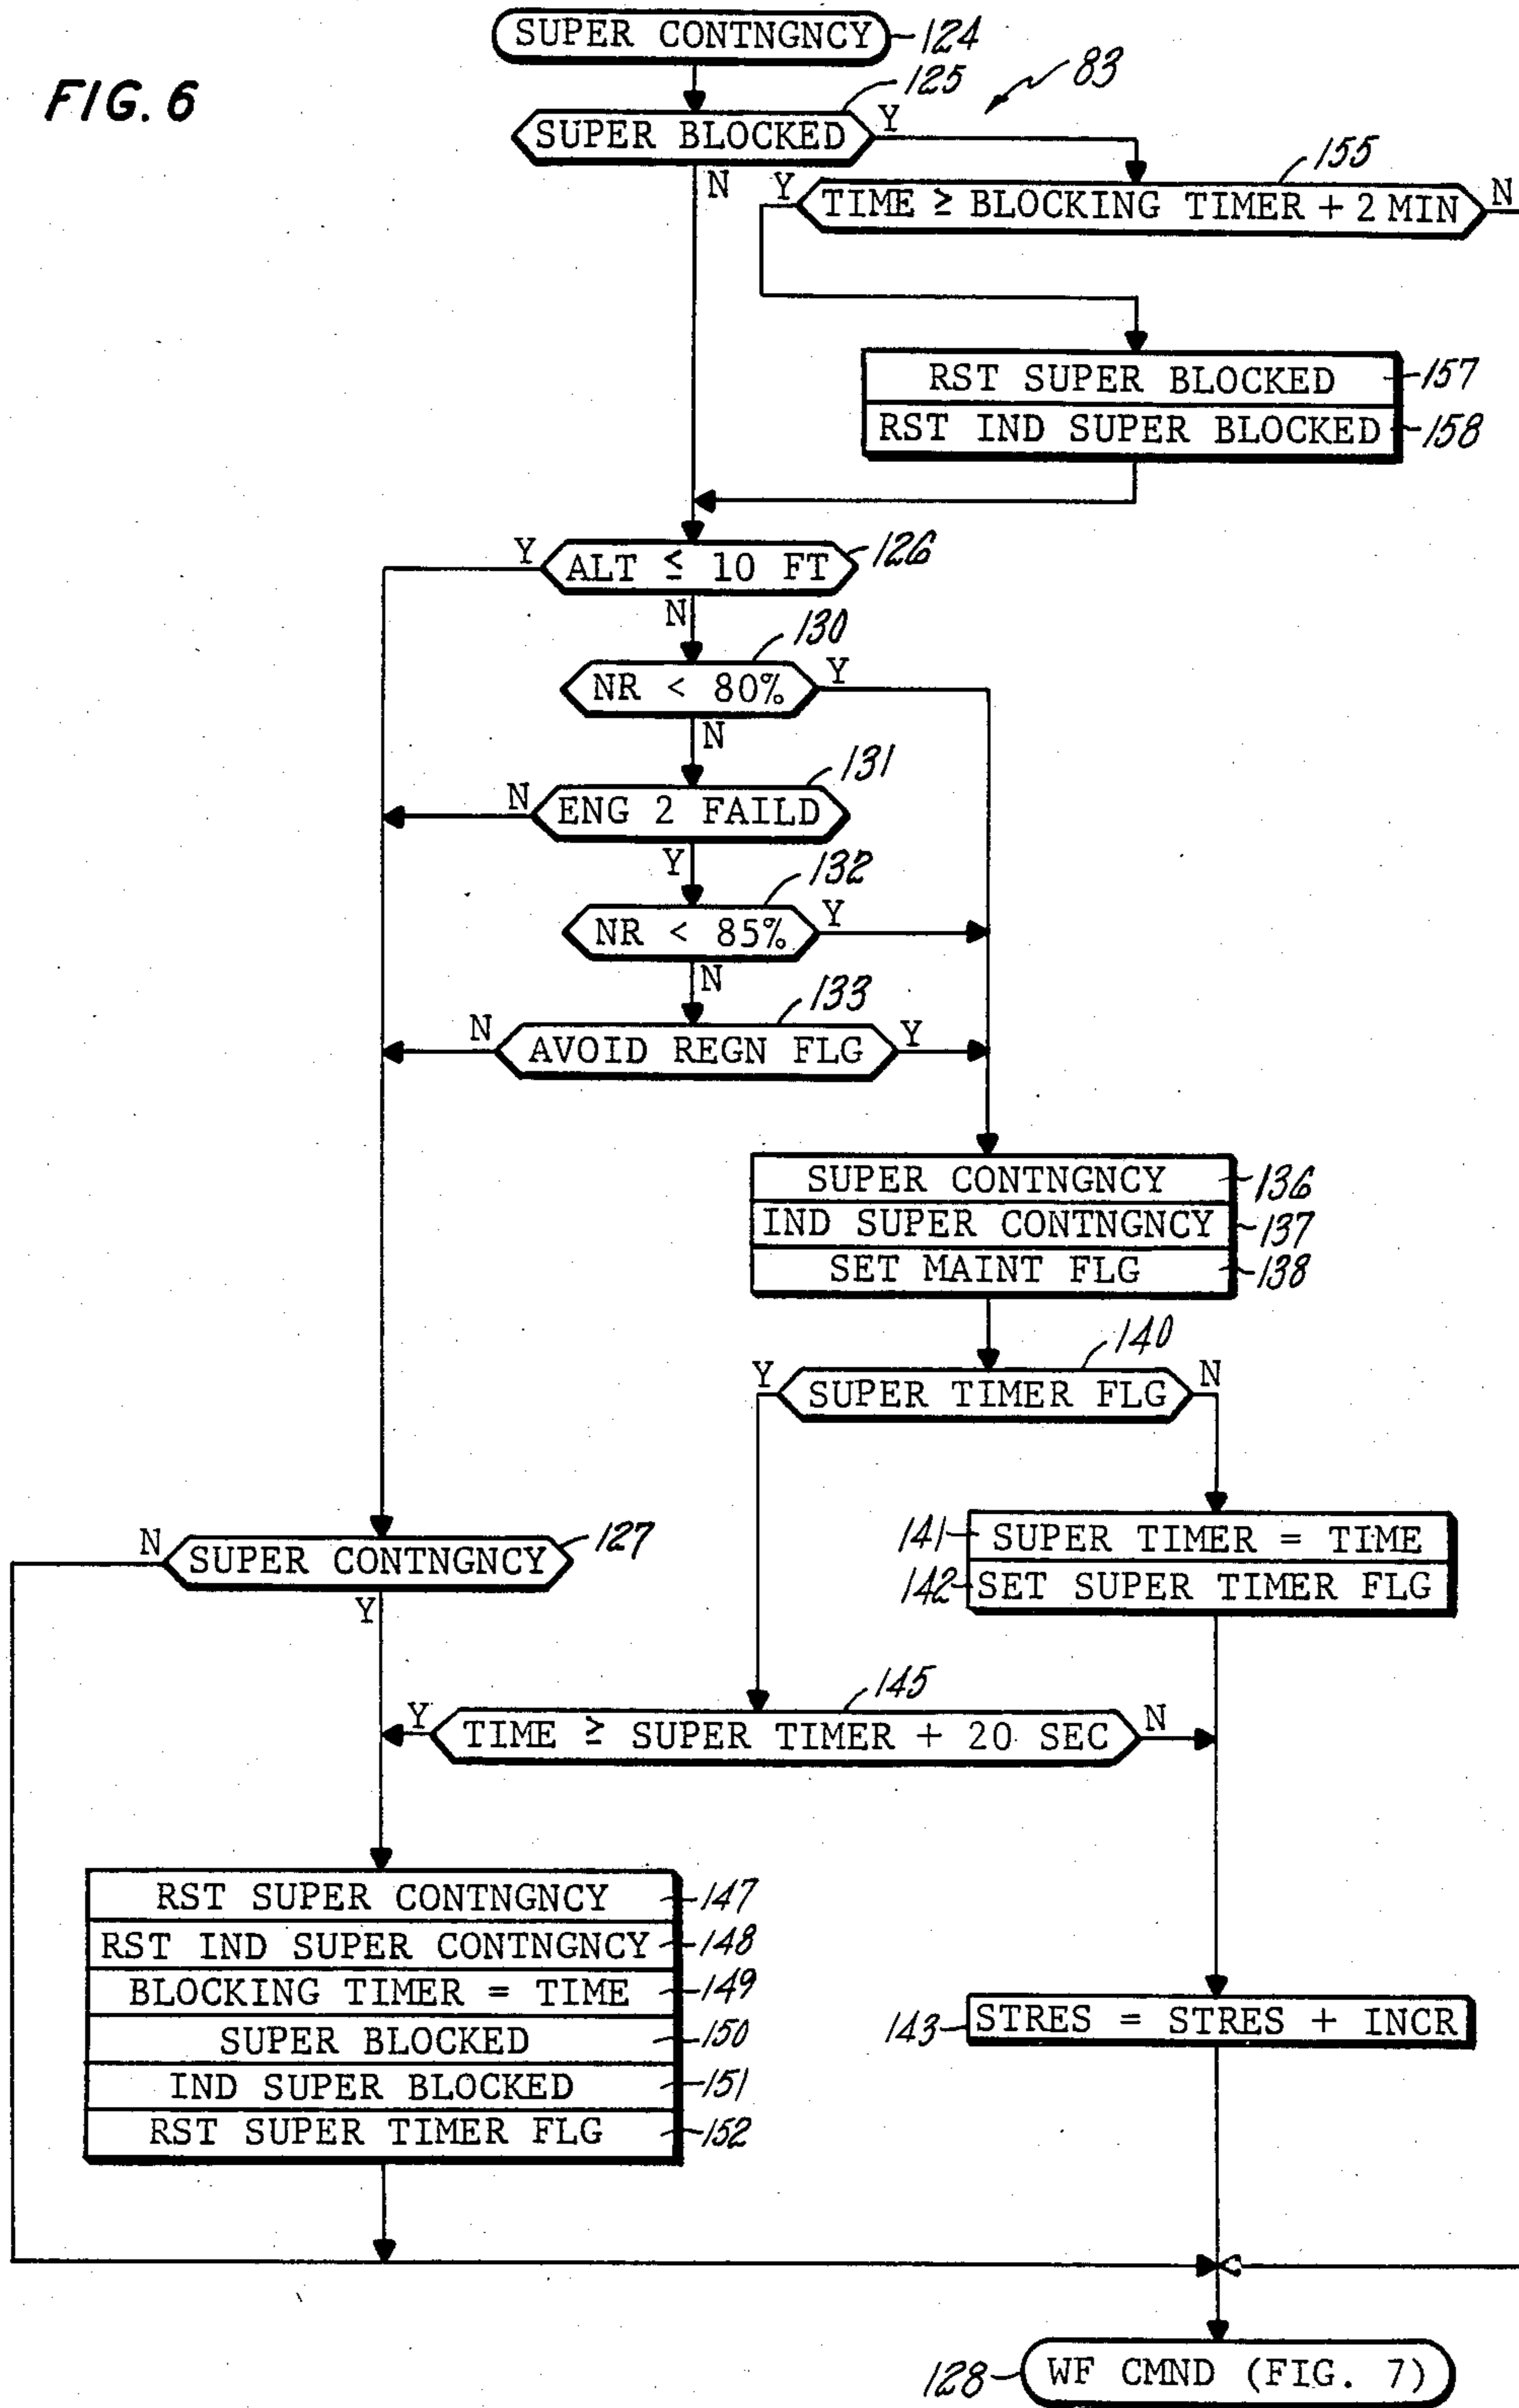 FIG. 6
SUPER CONTNGNCY 124
83
125
SUPER BLOCKED Y
N
155
Y TIME ≥ BLOCKING TIMER + 2 MIN N
RST SUPER BLOCKED 157
RST IND SUPER BLOCKED 158
Y ALT ≤ 10 FT 126
N
130
NR < 80% Y
N
131
N ENG 2 FAILD
Y
132
NR < 85% Y
N
133
N AVOID REGN FLG Y
SUPER CONTNGNCY 136
IND SUPER CONTNGNCY 137
SET MAINT FLG 138
140
Y SUPER TIMER FLG N
N SUPER CONTNGNCY 127
Y
141 SUPER TIMER = TIME
142 SET SUPER TIMER FLG
145
Y TIME ≥ SUPER TIMER + 20 SEC N
RST SUPER CONTNGNCY 147
RST IND SUPER CONTNGNCY 148
BLOCKING TIMER = TIME 149
SUPER BLOCKED 150
IND SUPER BLOCKED 151
RST SUPER TIMER FLG 152
143 STRES = STRES + INCR
128 WF CMND (FIG. 7)